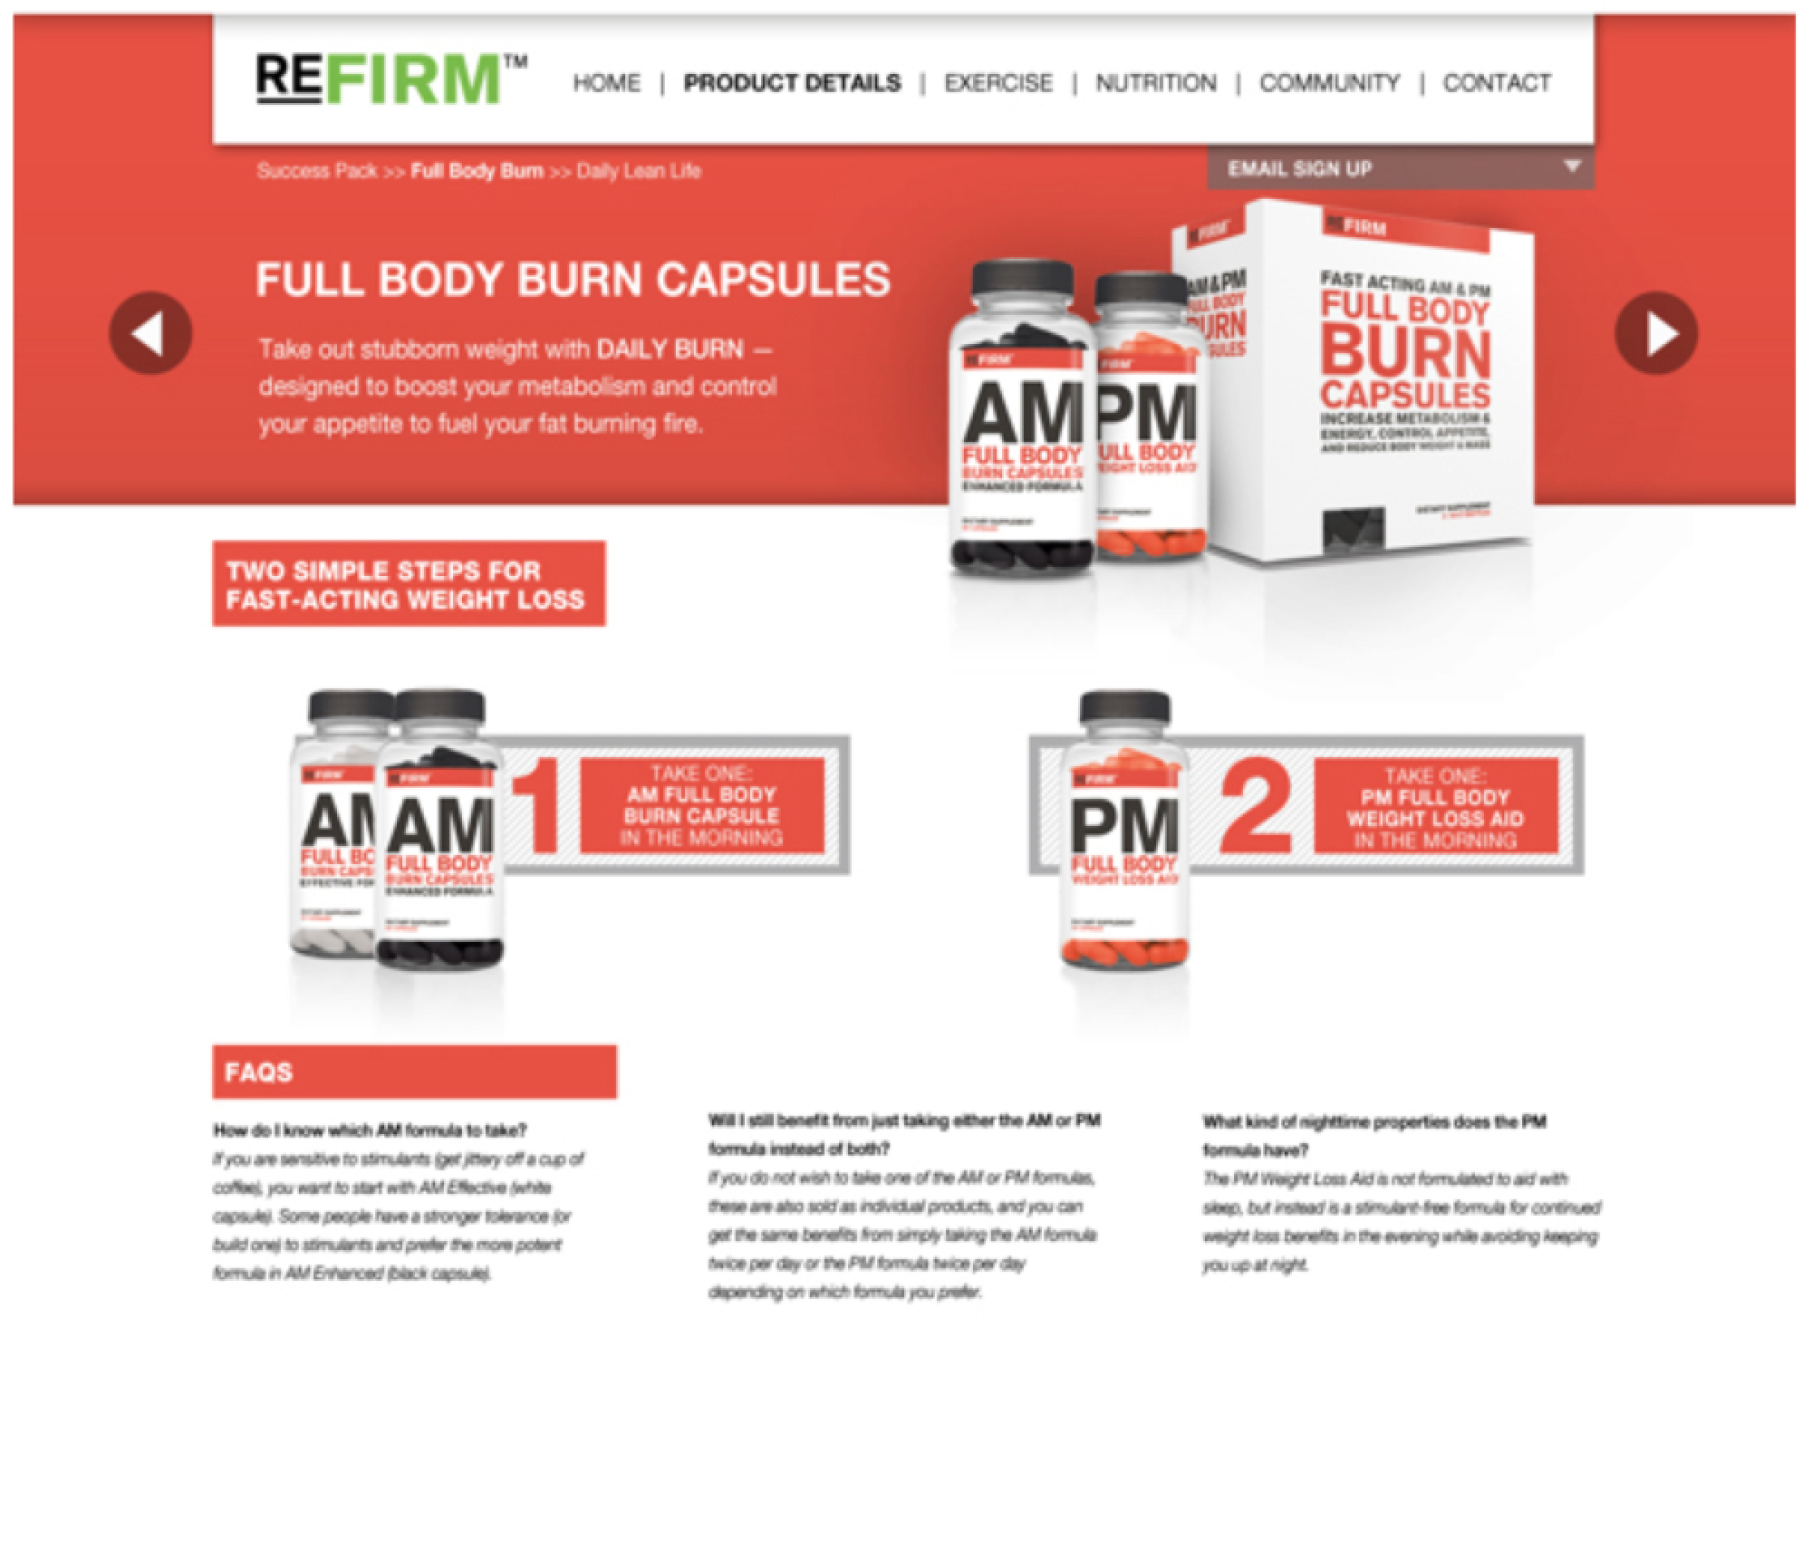 REFIRM™
HOME | PRODUCT DETAILS | EXERCISE | NUTRITION | COMMUNITY | CONTACT
Success Pack >> Full Body Burn >> Daily Lean Life
EMAIL SIGN UP
FULL BODY BURN CAPSULES
Take out stubborn weight with DAILY BURN —
designed to boost your metabolism and control
your appetite to fuel your fat burning fire.
REFIRM
AM
FULL BODY
BURN CAPSULES
ENHANCED FORMULA
FIRM
PM
ULL BODY
EIGHT LOSS AID
FIRM
AM & PM
ULL BODY
BURN
SULES
REFIRM
FAST ACTING AM & PM
FULL BODY
BURN
CAPSULES
INCREASE METABOLISM &
ENERGY, CONTROL APPETITE,
AND REDUCE BODY WEIGHT & MASS
DIETARY SUPPLEMENT
TWO SIMPLE STEPS FOR
FAST-ACTING WEIGHT LOSS
REFIRM
AM
FULL BO
BURN CAPS
EFFECTIVE FOR
REFIRM
AM
FULL BODY
BURN CAPSULES
ENHANCED FORMULA
1
TAKE ONE:
AM FULL BODY
BURN CAPSULE
IN THE MORNING
REFIRM
PM
FULL BODY
WEIGHT LOSS AID
2
TAKE ONE:
PM FULL BODY
WEIGHT LOSS AID
IN THE MORNING
FAQS
How do I know which AM formula to take?
If you are sensitive to stimulants (get jittery off a cup of
coffee), you want to start with AM Effective (white
capsule). Some people have a stronger tolerance (or
build one) to stimulants and prefer the more potent
formula in AM Enhanced (black capsule).
Will I still benefit from just taking either the AM or PM
formula instead of both?
If you do not wish to take one of the AM or PM formulas,
these are also sold as individual products, and you can
get the same benefits from simply taking the AM formula
twice per day or the PM formula twice per day
depending on which formula you prefer.
What kind of nighttime properties does the PM
formula have?
The PM Weight Loss Aid is not formulated to aid with
sleep, but instead is a stimulant-free formula for continued
weight loss benefits in the evening while avoiding keeping
you up at night.